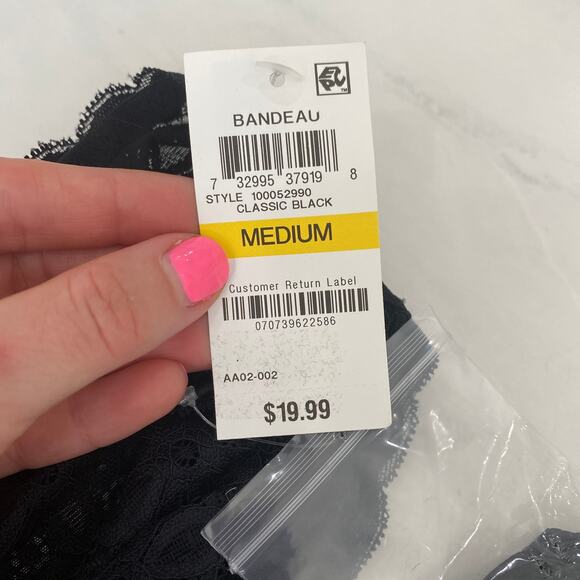 BANDEAU
7 32995 37919 8
STYLE 100052990
CLASSIC BLACK
MEDIUM
Customer Return Label
070739622586
AA02-002
$19.99